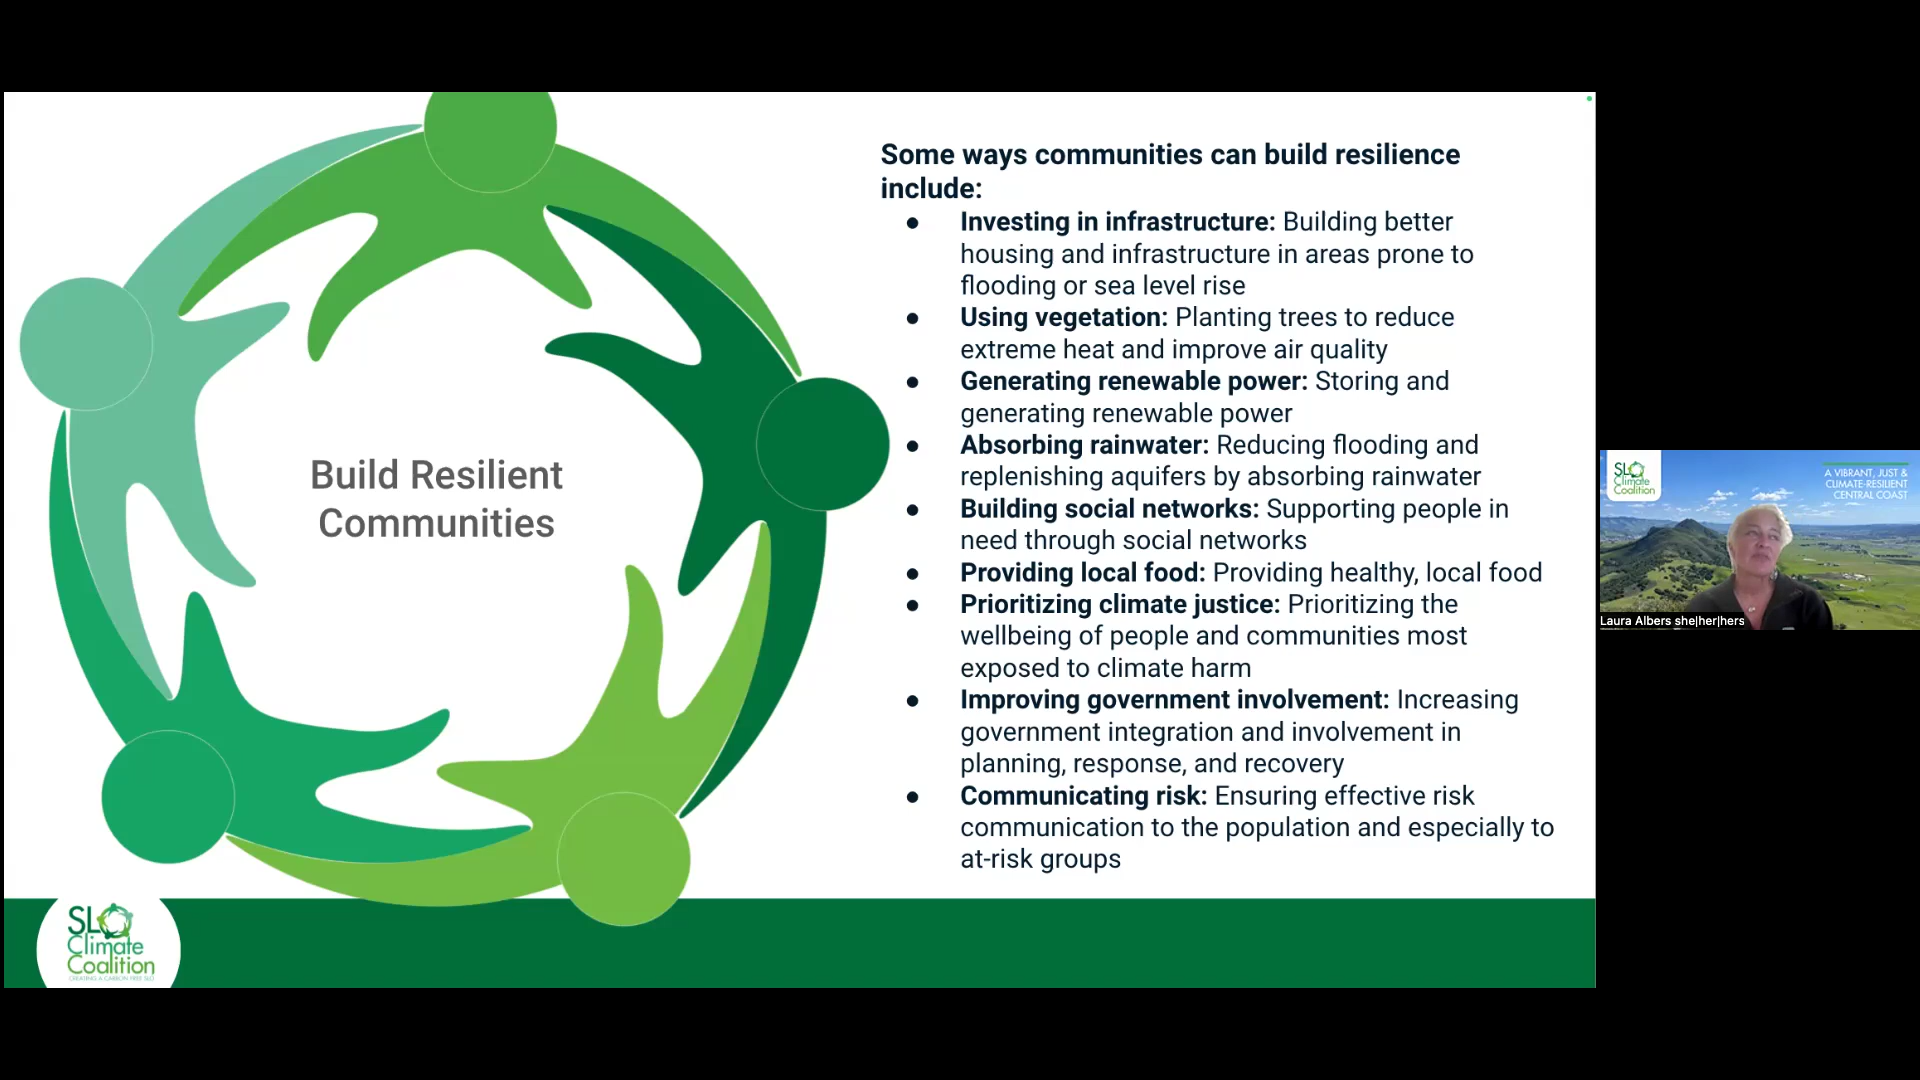 Build Resilient
Communities
Some ways communities can build resilience
include:
● Investing in infrastructure: Building better
housing and infrastructure in areas prone to
flooding or sea level rise
● Using vegetation: Planting trees to reduce
extreme heat and improve air quality
● Generating renewable power: Storing and
generating renewable power
● Absorbing rainwater: Reducing flooding and
replenishing aquifers by absorbing rainwater
● Building social networks: Supporting people in
need through social networks
● Providing local food: Providing healthy, local food
● Prioritizing climate justice: Prioritizing the
wellbeing of people and communities most
exposed to climate harm
● Improving government involvement: Increasing
government integration and involvement in
planning, response, and recovery
● Communicating risk: Ensuring effective risk
communication to the population and especially to
at-risk groups
SLO
Climate
Coalition
CREATING A CARBON FREE SLO
SLO
Climate
Coalition
A VIBRANT, JUST &
CLIMATE-RESILIENT
CENTRAL COAST
Laura Albers she|her|hers